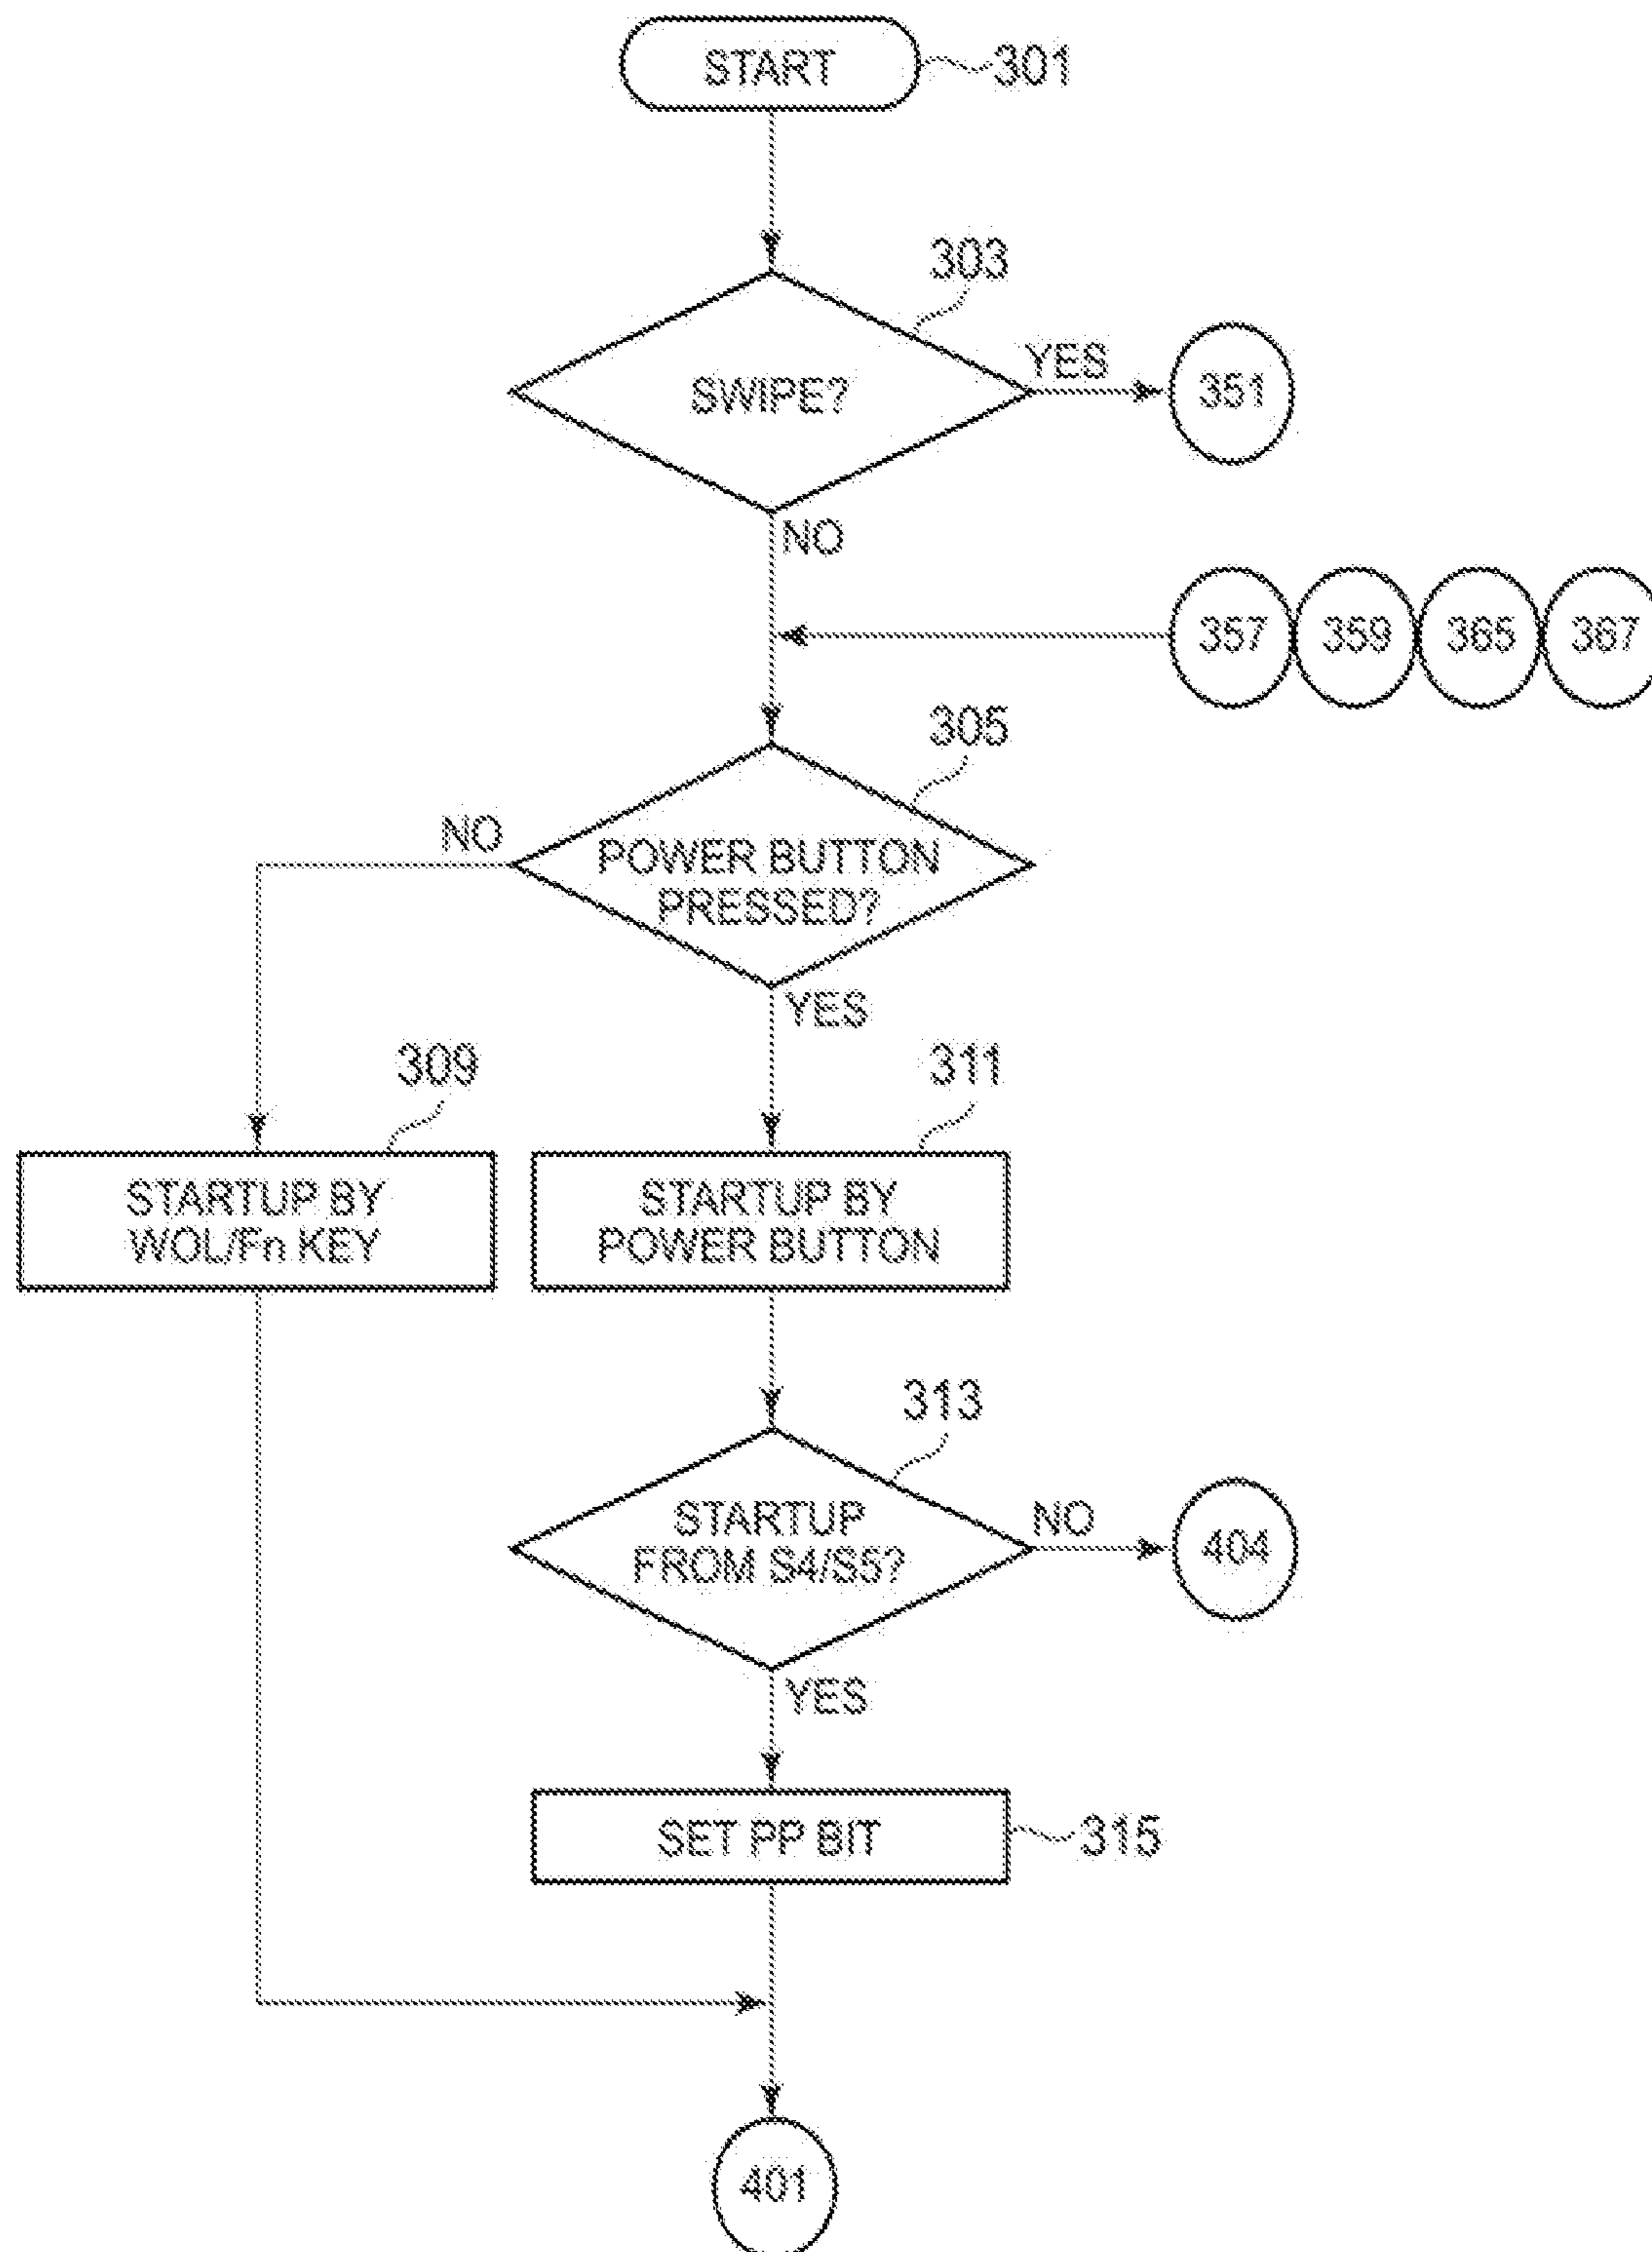 START
301
303
SWIPE?
YES
351
NO
357 359 365 367
305
NO
POWER BUTTON
PRESSED?
YES
309
311
STARTUP BY
WOL/Fn KEY
STARTUP BY
POWER BUTTON
313
STARTUP
FROM S4/S5?
NO
404
YES
SET PP BIT
315
401